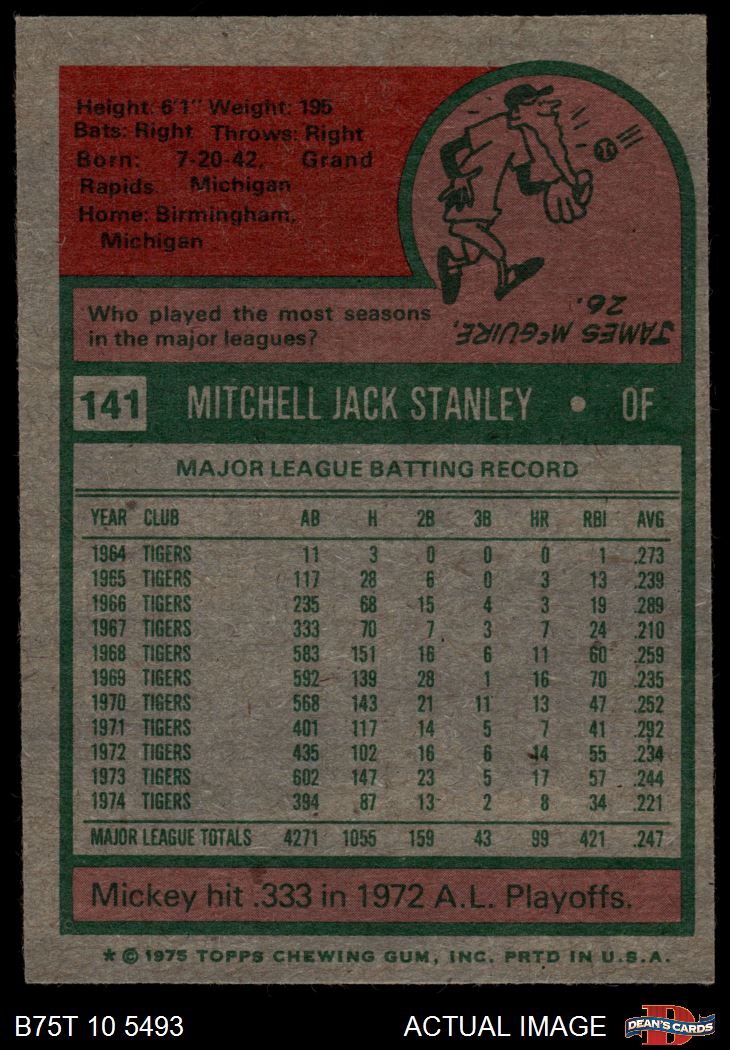 Height: 6'1" Weight: 195
Bats: Right Throws: Right
Born: 7-20-42, Grand
Rapids, Michigan
Home: Birmingham,
Michigan
Who played the most seasons
in the major leagues?
JAMES McGUIRE,
26.
141 MITCHELL JACK STANLEY • OF
MAJOR LEAGUE BATTING RECORD
YEAR CLUB AB H 2B 3B HR RBI AVG
1964 TIGERS 11 3 0 0 0 1 .273
1965 TIGERS 117 28 6 0 3 13 .239
1966 TIGERS 235 68 15 4 3 19 .289
1967 TIGERS 333 70 7 3 7 24 .210
1968 TIGERS 583 151 16 6 11 60 .259
1969 TIGERS 592 139 28 1 16 70 .235
1970 TIGERS 568 143 21 11 13 47 .252
1971 TIGERS 401 117 14 5 7 41 .292
1972 TIGERS 435 102 16 6 14 55 .234
1973 TIGERS 602 147 23 5 17 57 .244
1974 TIGERS 394 87 13 2 8 34 .221
MAJOR LEAGUE TOTALS 4271 1055 159 43 99 421 .247
Mickey hit .333 in 1972 A.L. Playoffs.
* © 1975 TOPPS CHEWING GUM, INC. PRTD IN U.S.A.
B75T 10 5493 ACTUAL IMAGE D DEAN'S CARDS